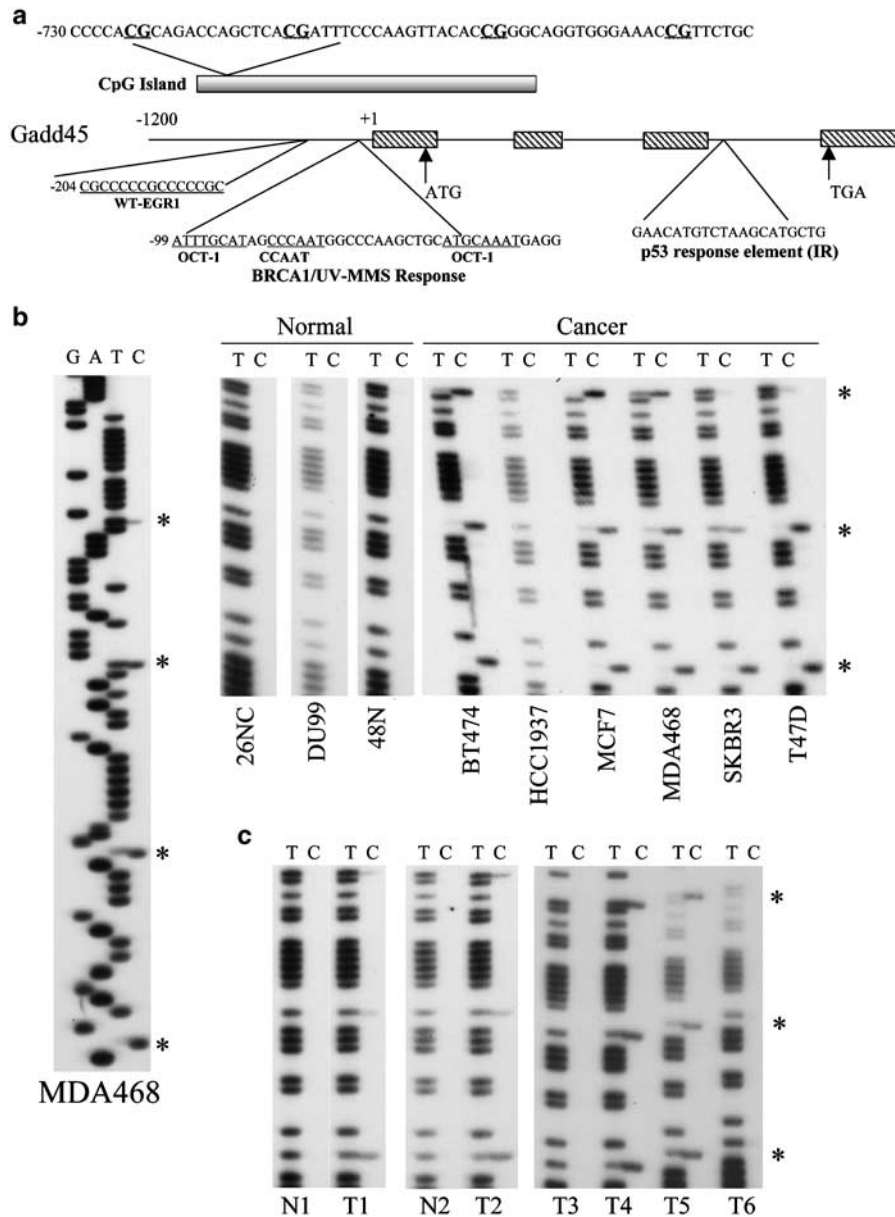 a
-730 CCCCACGCAGACCAGCTCACGATTTCCCAAGTTACACCGGGCAGGTGGGAAACCGTTCTGC
CpG Island
-1200 +1
Gadd45
-204 CGCCCCCGCCCCCGC
WT-EGR1
ATG
TGA
GAACATGTCTAAGCATGCTG
p53 response element (IR)
-99 ATTTGCATAGCCCAATGGCCCAAGCTGCATGCAAATGAGG
OCT-1 CCAAT OCT-1
BRCA1/UV-MMS Response
b
Normal Cancer
G A T C T C T C T C T C T C T C T C T C T C
*
*
*
*
*
*
*
MDA468
26NC DU99 48N BT474 HCC1937 MCF7 MDA468 SKBR3 T47D
c
T C T C T C T C T C T C T C T C
*
*
*
N1 T1 N2 T2 T3 T4 T5 T6